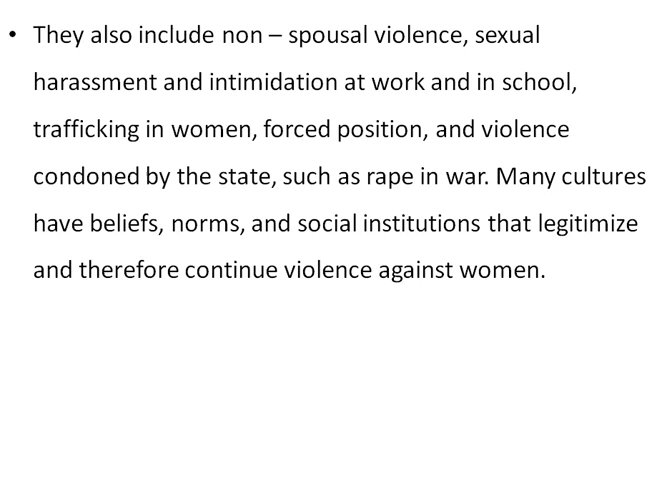 • They also include non – spousal violence, sexual
harassment and intimidation at work and in school,
trafficking in women, forced position, and violence
condoned by the state, such as rape in war. Many cultures
have beliefs, norms, and social institutions that legitimize
and therefore continue violence against women.